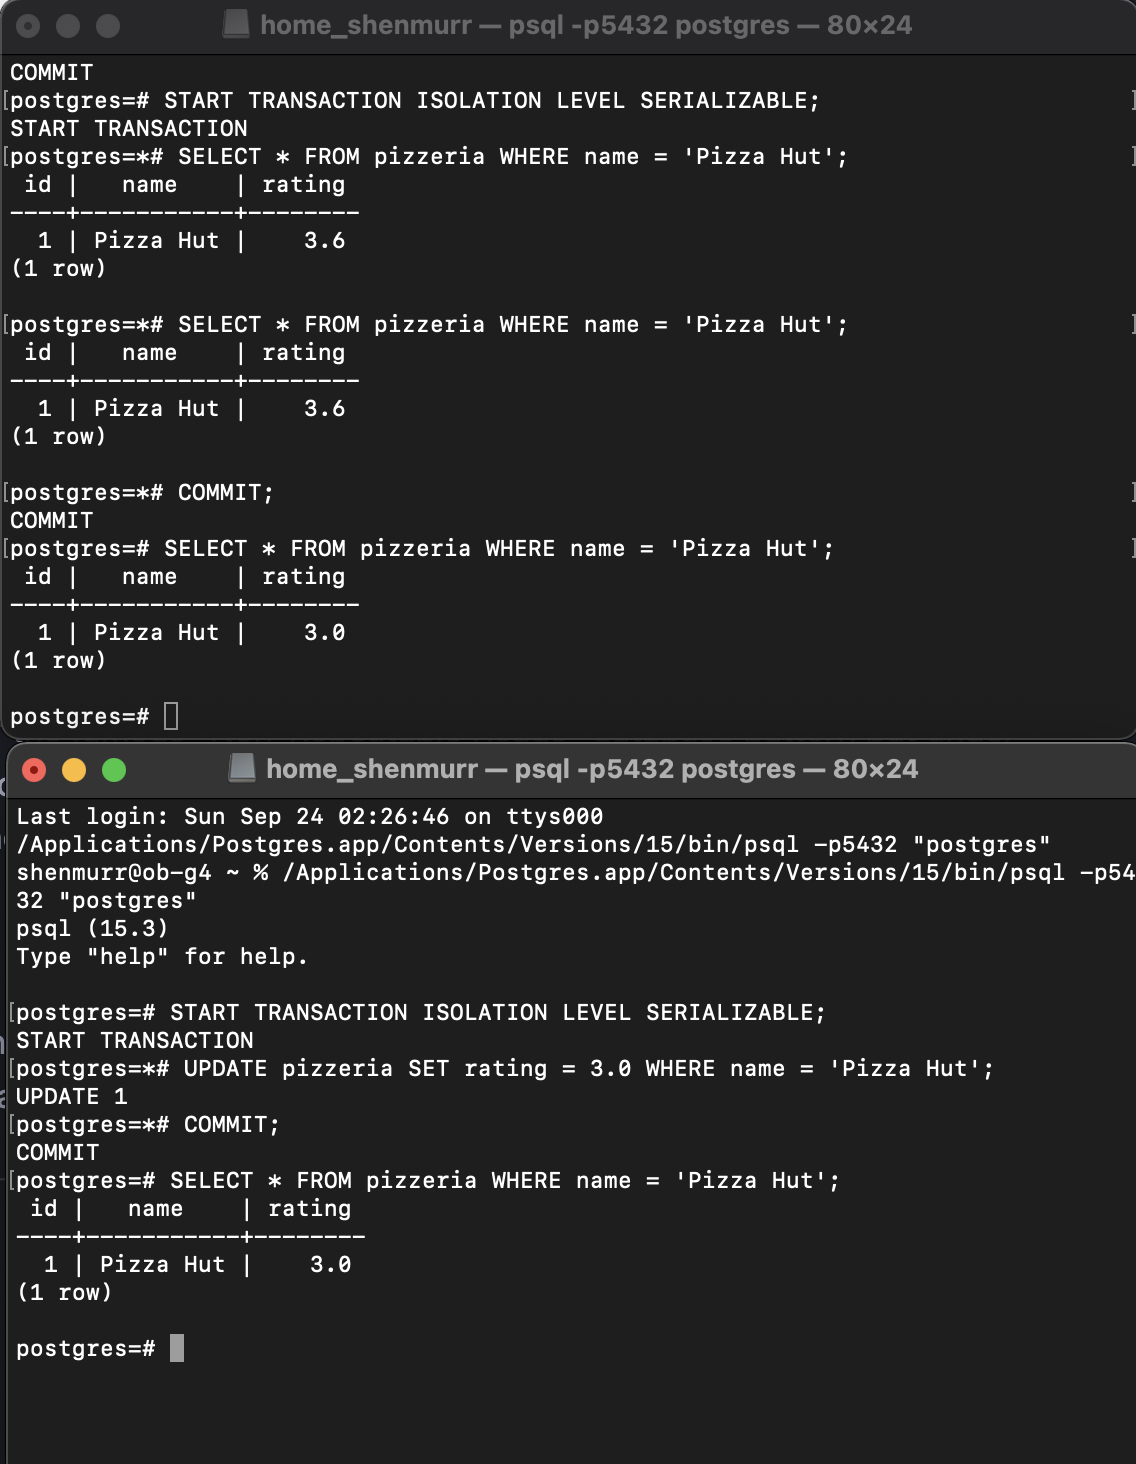 home_shenmurr — psql -p5432 postgres — 80×24
COMMIT
[postgres=# START TRANSACTION ISOLATION LEVEL SERIALIZABLE; ]
START TRANSACTION
[postgres=*# SELECT * FROM pizzeria WHERE name = 'Pizza Hut'; ]
 id |   name    | rating
----+-----------+--------
  1 | Pizza Hut |    3.6
(1 row)
[postgres=*# SELECT * FROM pizzeria WHERE name = 'Pizza Hut'; ]
 id |   name    | rating
----+-----------+--------
  1 | Pizza Hut |    3.6
(1 row)
[postgres=*# COMMIT; ]
COMMIT
[postgres=# SELECT * FROM pizzeria WHERE name = 'Pizza Hut'; ]
 id |   name    | rating
----+-----------+--------
  1 | Pizza Hut |    3.0
(1 row)
postgres=#
home_shenmurr — psql -p5432 postgres — 80×24
Last login: Sun Sep 24 02:26:46 on ttys000
/Applications/Postgres.app/Contents/Versions/15/bin/psql -p5432 "postgres"
shenmurr@ob-g4 ~ % /Applications/Postgres.app/Contents/Versions/15/bin/psql -p54
32 "postgres"
psql (15.3)
Type "help" for help.
[postgres=# START TRANSACTION ISOLATION LEVEL SERIALIZABLE;
START TRANSACTION
[postgres=*# UPDATE pizzeria SET rating = 3.0 WHERE name = 'Pizza Hut';
UPDATE 1
[postgres=*# COMMIT;
COMMIT
[postgres=# SELECT * FROM pizzeria WHERE name = 'Pizza Hut';
 id |   name    | rating
----+-----------+--------
  1 | Pizza Hut |    3.0
(1 row)
postgres=#